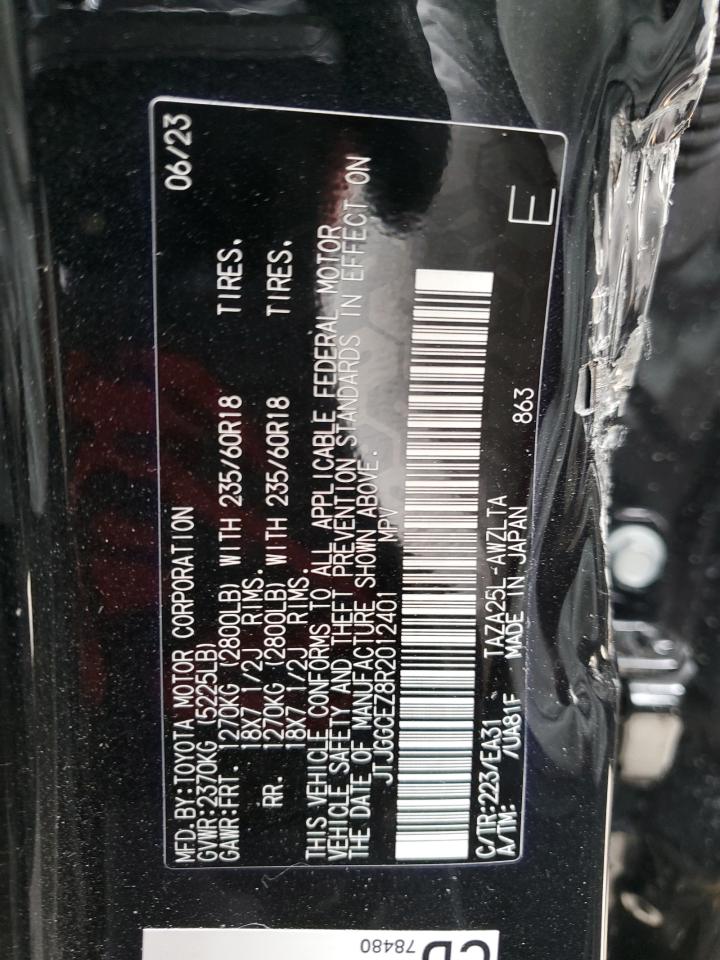 MFD.BY:TOYOTA MOTOR CORPORATION 06/23
GVWR:2370KG (5225LB)
GAWR:FRT. 1270KG (2800LB) WITH 235/60R18 TIRES.
18X7 1/2J RIMS.
RR. 1270KG (2800LB) WITH 235/60R18 TIRES.
18X7 1/2J RIMS.
THIS VEHICLE CONFORMS TO ALL APPLICABLE FEDERAL MOTOR
VEHICLE SAFETY AND THEFT PREVENTION STANDARDS IN EFFECT ON
THE DATE OF MANUFACTURE SHOWN ABOVE.
JTJGGCEZ8R2012401 MPV
C/TR:223/EA31 TAZA25L-AWZLTA
A/TM: /UA81F MADE IN JAPAN 863 E
78480